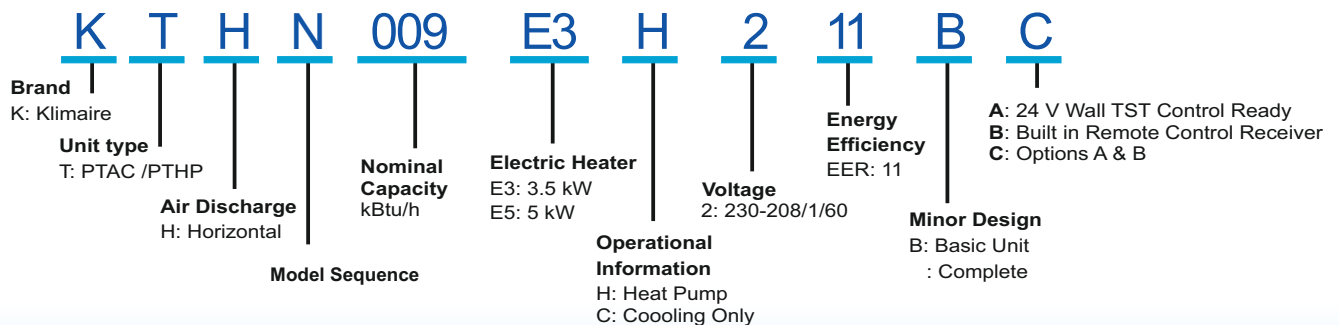 K T H N 009 E3 H 2 11 B C
Brand
K: Klimaire
Unit type
T: PTAC /PTHP
Air Discharge
H: Horizontal
Model Sequence
Nominal
Capacity
kBtu/h
Electric Heater
E3: 3.5 kW
E5: 5 kW
Operational
Information
H: Heat Pump
C: Coooling Only
Voltage
2: 230-208/1/60
Energy
Efficiency
EER: 11
Minor Design
B: Basic Unit
: Complete
A: 24 V Wall TST Control Ready
B: Built in Remote Control Receiver
C: Options A & B